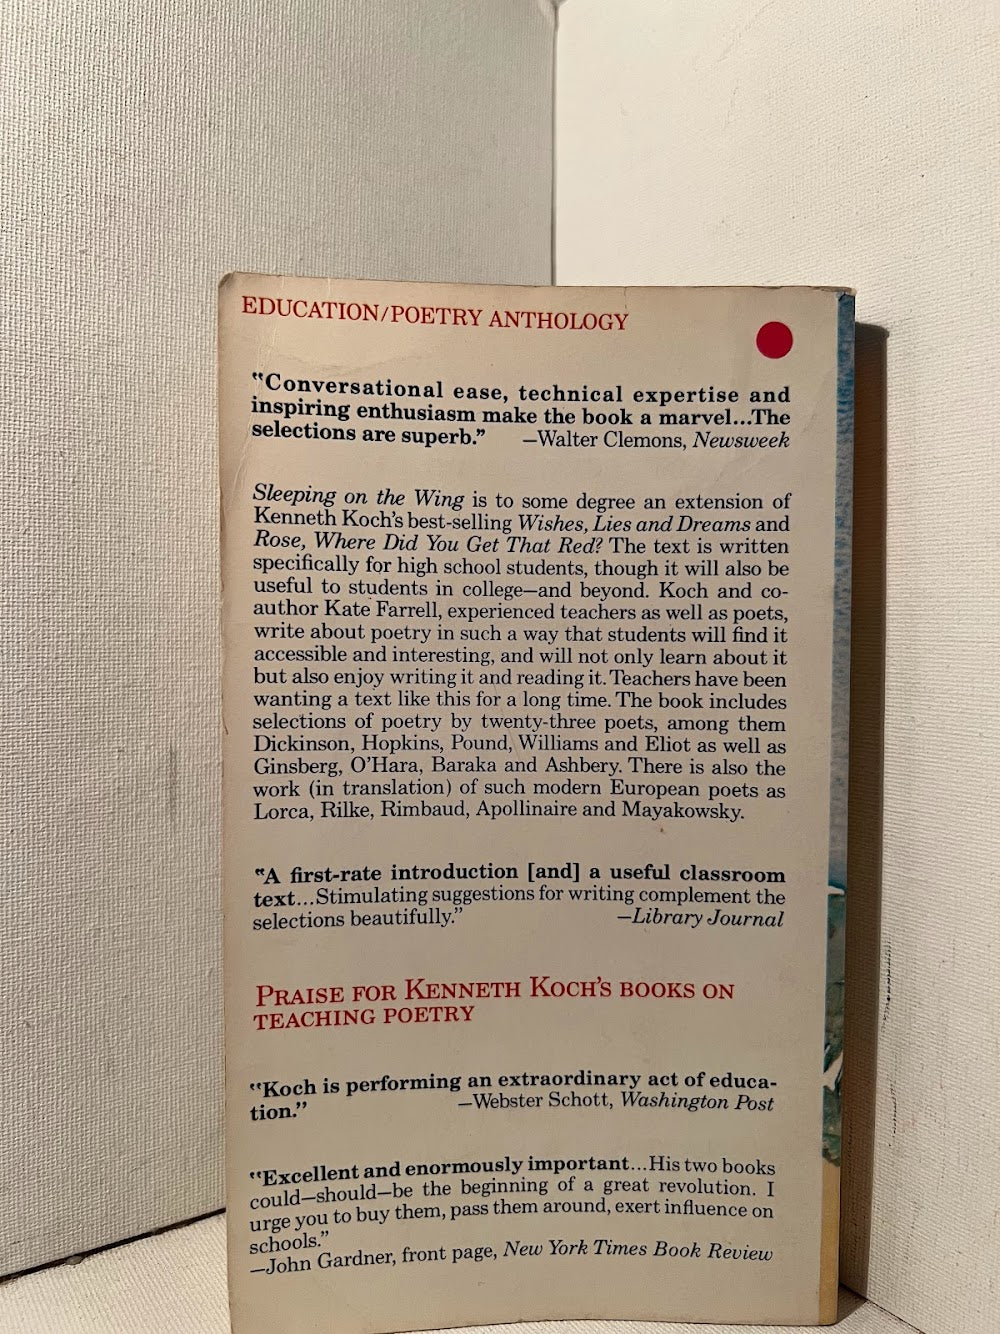 EDUCATION/POETRY ANTHOLOGY
"Conversational ease, technical expertise and
inspiring enthusiasm make the book a marvel...The
selections are superb." —Walter Clemons, Newsweek
Sleeping on the Wing is to some degree an extension of
Kenneth Koch's best-selling Wishes, Lies and Dreams and
Rose, Where Did You Get That Red? The text is written
specifically for high school students, though it will also be
useful to students in college—and beyond. Koch and co-
author Kate Farrell, experienced teachers as well as poets,
write about poetry in such a way that students will find it
accessible and interesting, and will not only learn about it
but also enjoy writing it and reading it. Teachers have been
wanting a text like this for a long time. The book includes
selections of poetry by twenty-three poets, among them
Dickinson, Hopkins, Pound, Williams and Eliot as well as
Ginsberg, O'Hara, Baraka and Ashbery. There is also the
work (in translation) of such modern European poets as
Lorca, Rilke, Rimbaud, Apollinaire and Mayakowsky.
"A first-rate introduction [and] a useful classroom
text...Stimulating suggestions for writing complement the
selections beautifully." —Library Journal
PRAISE FOR KENNETH KOCH'S BOOKS ON
TEACHING POETRY
"Koch is performing an extraordinary act of educa-
tion." —Webster Schott, Washington Post
"Excellent and enormously important...His two books
could—should—be the beginning of a great revolution. I
urge you to buy them, pass them around, exert influence on
schools."
—John Gardner, front page, New York Times Book Review